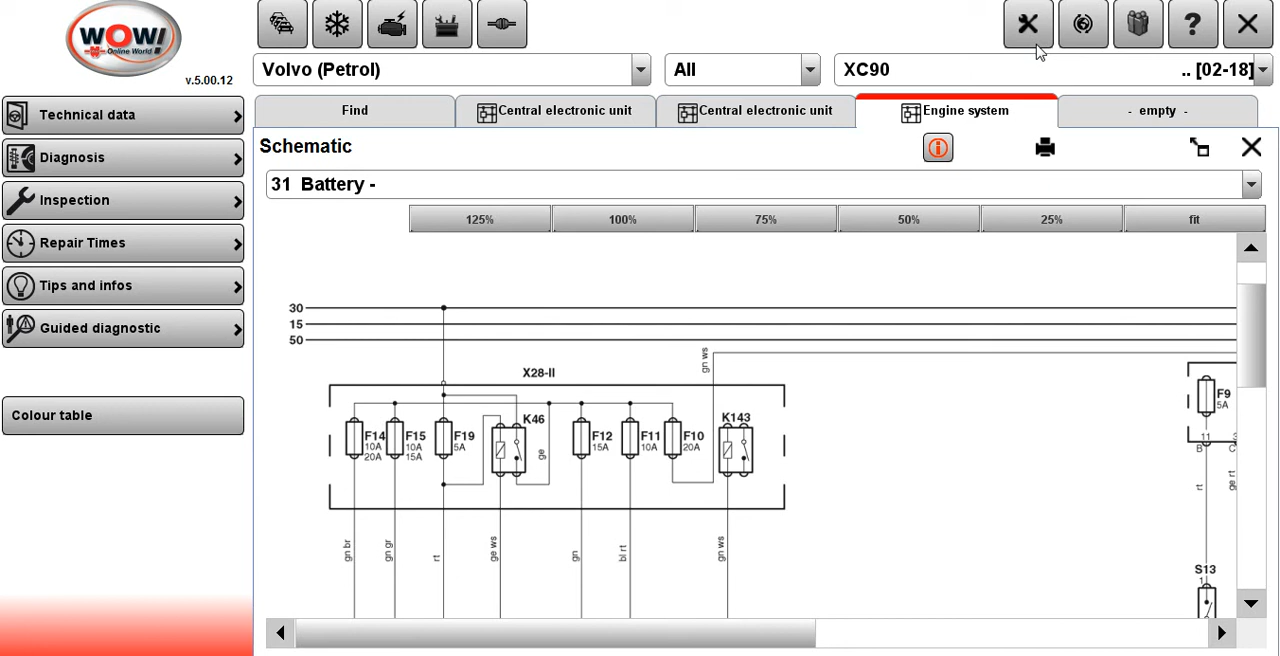 WOW!
Online World!
v.5.00.12
?
Volvo (Petrol)
All
XC90 .. [02-18]
Find
Central electronic unit
Central electronic unit
Engine system
- empty -
Technical data
Diagnosis
Inspection
Repair Times
Tips and infos
Guided diagnostic
Colour table
Schematic
31 Battery -
125%
100%
75%
50%
25%
fit
30
15
50
X28-II
gn ws
F14
10A
20A
F15
10A
15A
F19
5A
K46
ge
F12
15A
F11
10A
F10
20A
K143
F9
5A
11
B
C
rt
ge rt
gn br
gn gr
rt
ge ws
gn
bl rt
gn ws
S13
1